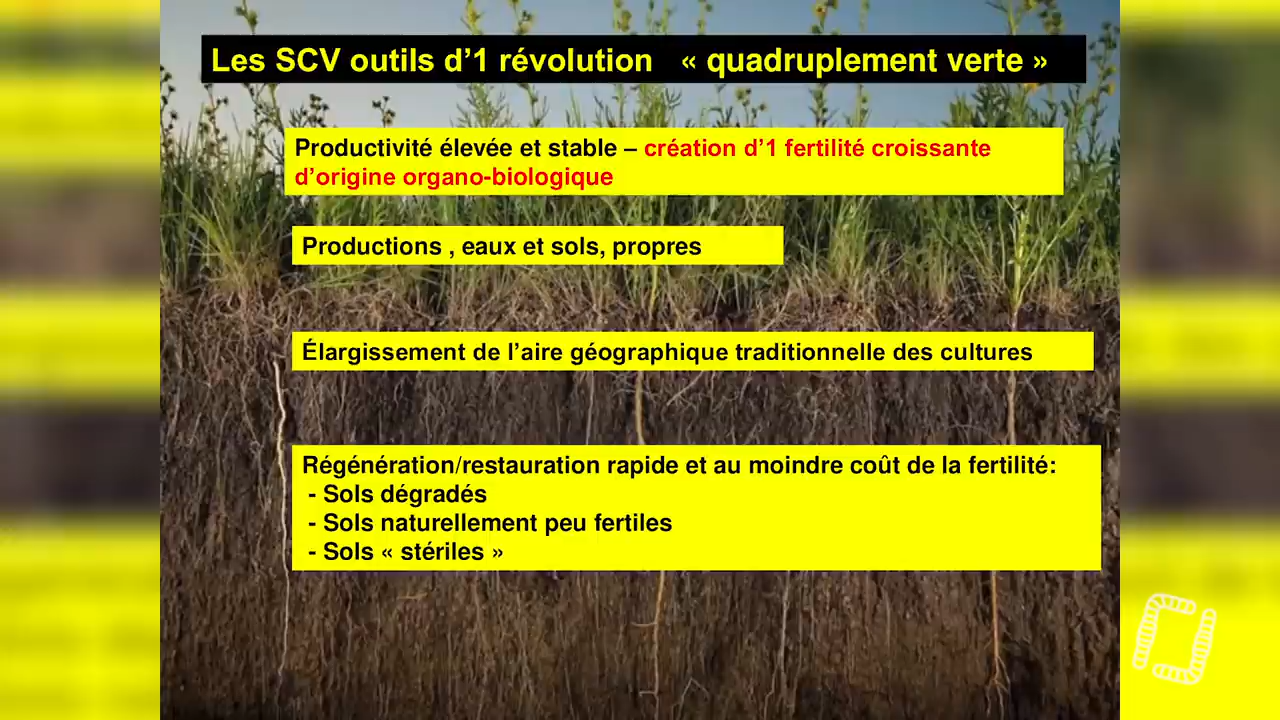 Les SCV outils d’1 révolution « quadruplement verte »
Productivité élevée et stable – création d’1 fertilité croissante
d’origine organo-biologique
Productions , eaux et sols, propres
Élargissement de l’aire géographique traditionnelle des cultures
Régénération/restauration rapide et au moindre coût de la fertilité:
- Sols dégradés
- Sols naturellement peu fertiles
- Sols « stériles »